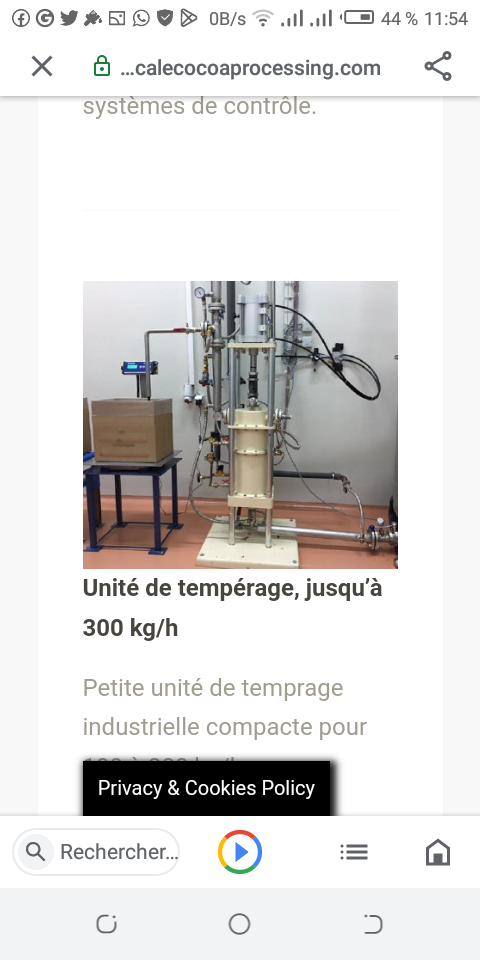 0B/s 44 % 11:54
...calecocoaprocessing.com
systèmes de contrôle.
Unité de tempérage, jusqu'à
300 kg/h
Petite unité de temprage
industrielle compacte pour
Privacy & Cookies Policy
Rechercher...